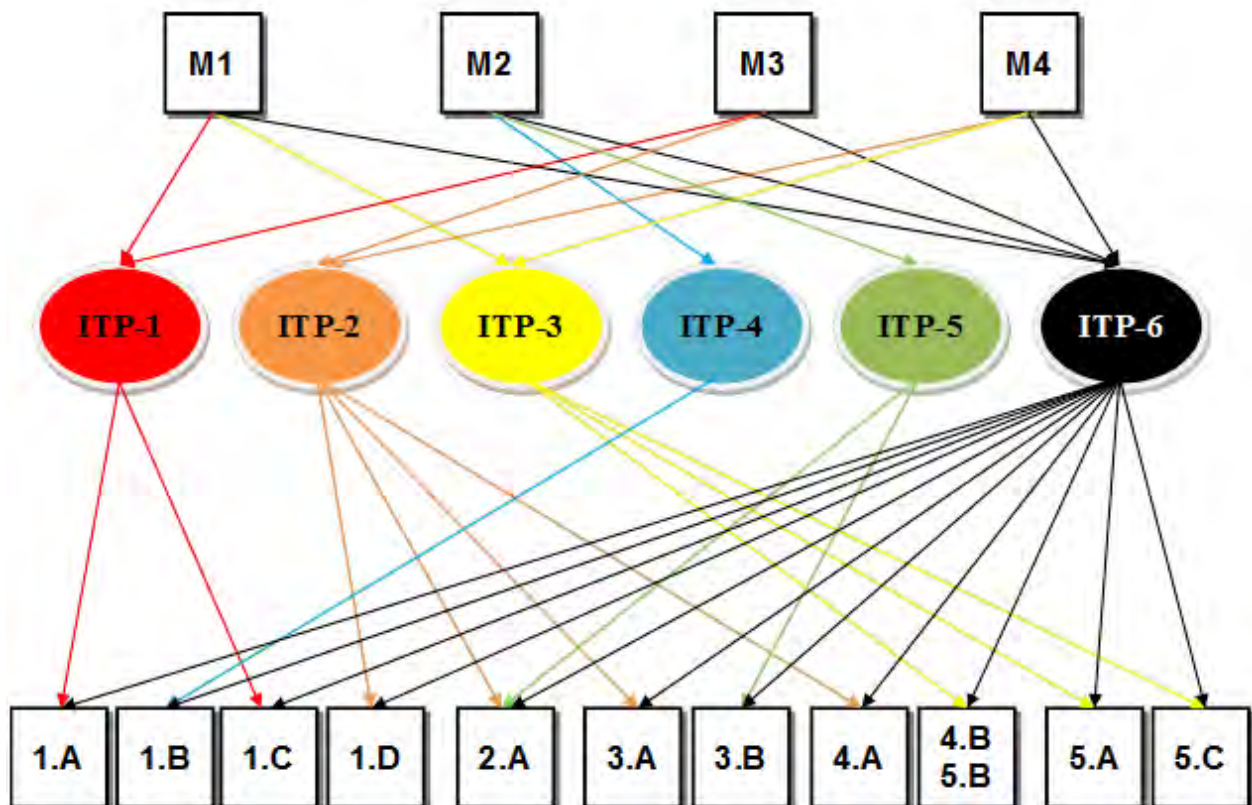 M1
M2
M3
M4
ITP-1
ITP-2
ITP-3
ITP-4
ITP-5
ITP-6
1.A
1.B
1.C
1.D
2.A
3.A
3.B
4.A
4.B
5.B
5.A
5.C